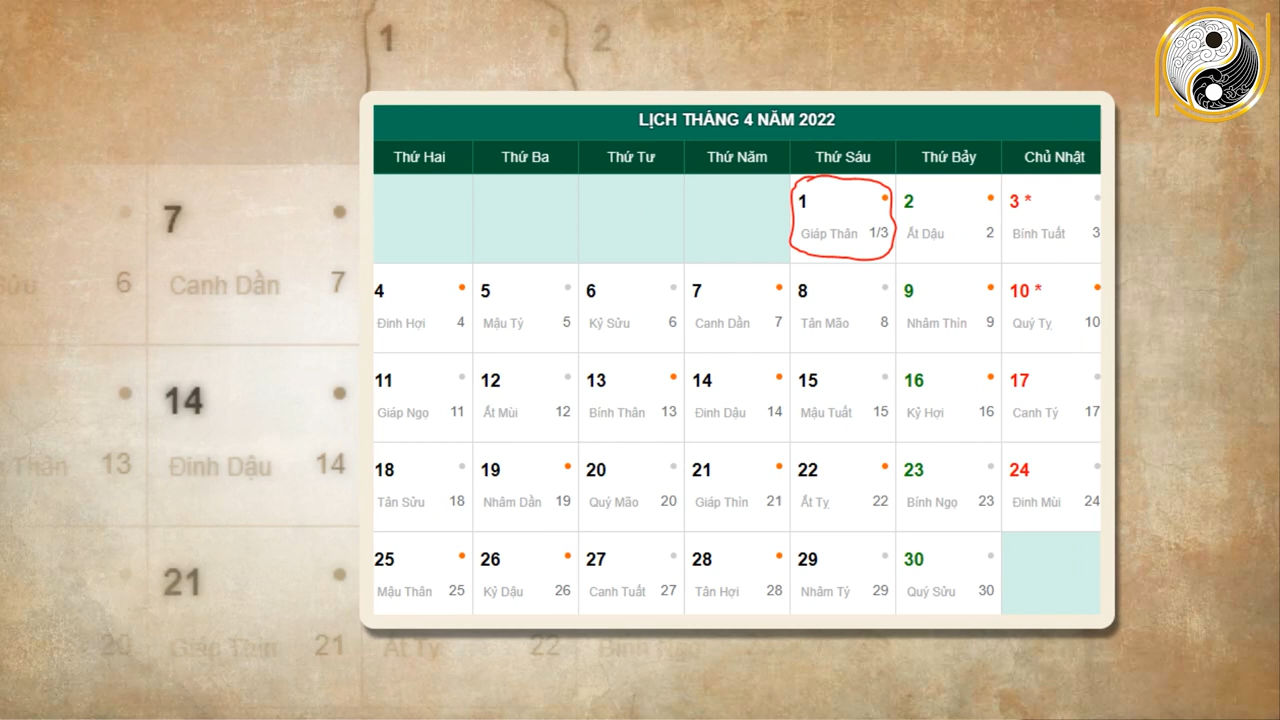 1 2
LỊCH THÁNG 4 NĂM 2022
Thứ Hai Thứ Ba Thứ Tư Thứ Năm Thứ Sáu Thứ Bảy Chủ Nhật
1 2 3 *
Giáp Thân 1/3 Ất Dậu 2 Bính Tuất 3
4 5 6 7 8 9 10 *
Đinh Hợi 4 Mậu Tý 5 Kỷ Sửu 6 Canh Dần 7 Tân Mão 8 Nhâm Thìn 9 Quý Tỵ 10
11 12 13 14 15 16 17
Giáp Ngọ 11 Ất Mùi 12 Bính Thân 13 Đinh Dậu 14 Mậu Tuất 15 Kỷ Hợi 16 Canh Tý 17
18 19 20 21 22 23 24
Tân Sửu 18 Nhâm Dần 19 Quý Mão 20 Giáp Thìn 21 Ất Tỵ 22 Bính Ngọ 23 Đinh Mùi 24
25 26 27 28 29 30
Mậu Thân 25 Kỷ Dậu 26 Canh Tuất 27 Tân Hợi 28 Nhâm Tý 29 Quý Sửu 30
7
Sửu 6 Canh Dần 7
14
Thân 13 Đinh Dậu 14
21
20 Giáp Thìn 21 Ất Tỵ 22 Bính